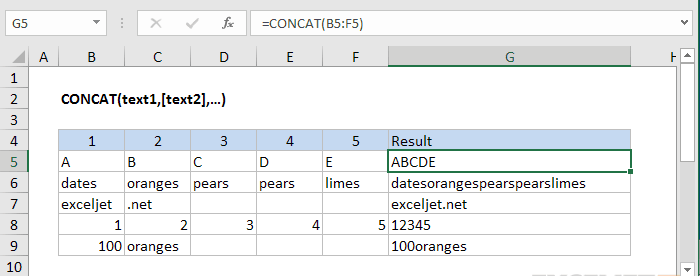 G5 fx =CONCAT(B5:F5)
A B C D E F G H
1
2 CONCAT(text1,[text2],...)
3
4 1 2 3 4 5 Result
5 A B C D E ABCDE
6 dates oranges pears pears limes datesorangespearspearslimes
7 exceljet .net exceljet.net
8 1 2 3 4 5 12345
9 100 oranges 100oranges
10